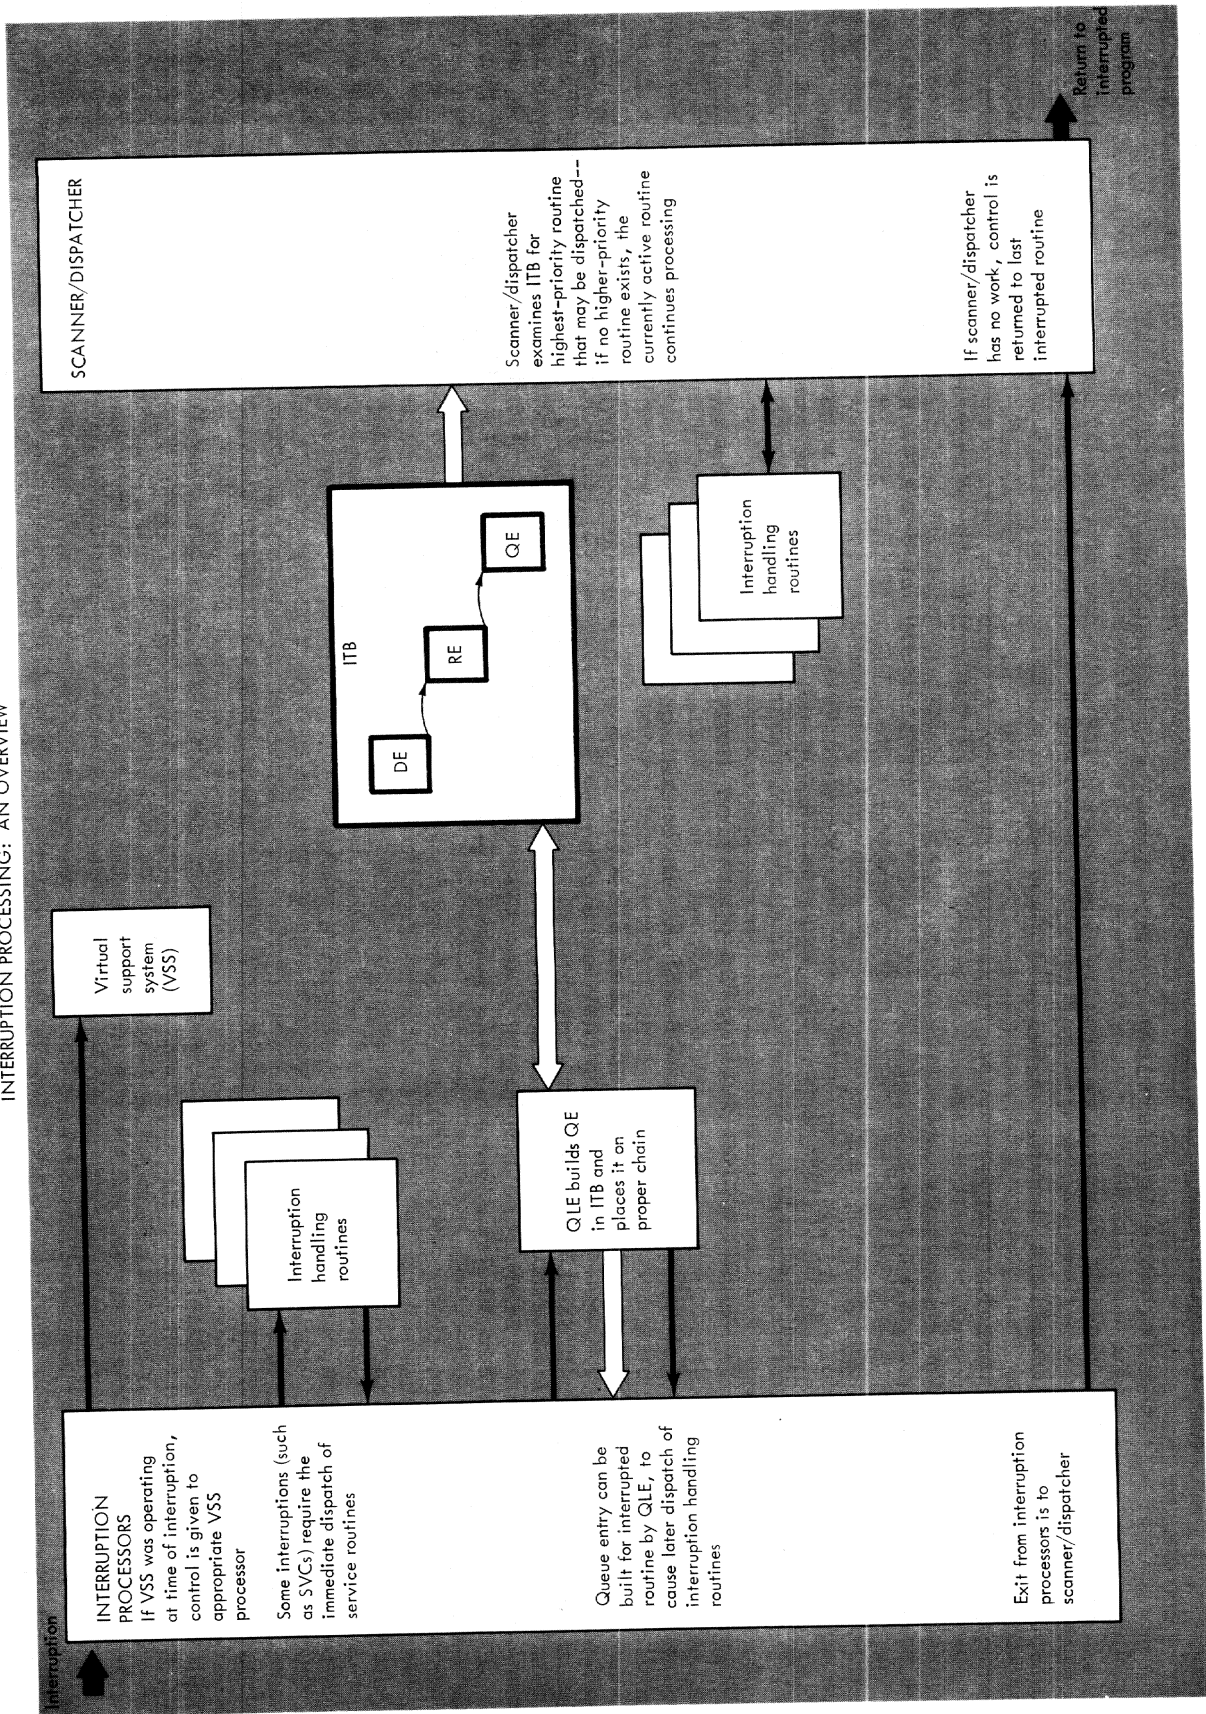 INTERRUPTION PROCESSING: AN OVERVIEW
Interruption
INTERRUPTION
PROCESSORS
If VSS was operating
at time of interruption,
control is given to
appropriate VSS
processor
Some interruptions (such
as SVCs) require the
immediate dispatch of
service routines
Queue entry can be
built for interrupted
routine by QLE, to
cause later dispatch of
interruption handling
routines
Exit from interruption
processors is to
scanner/dispatcher
Virtual
support
system
(VSS)
Interruption
handling
routines
QLE builds QE
in ITB and
places it on
proper chain
ITB
DE
RE
QE
Interruption
handling
routines
SCANNER/DISPATCHER
Scanner/dispatcher
examines ITB for
highest-priority routine
that may be dispatched--
if no higher-priority
routine exists, the
currently active routine
continues processing
If scanner/dispatcher
has no work, control is
returned to last
interrupted routine
Return to
interrupted
program